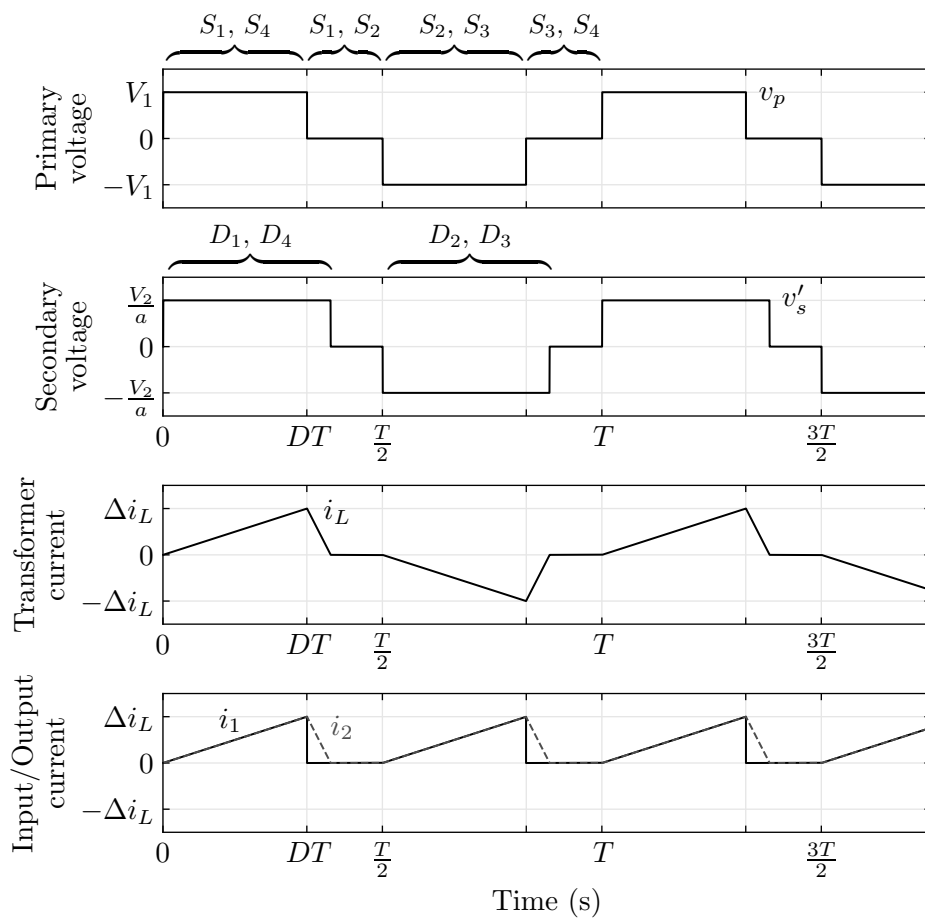 S₁, S₄ S₁, S₂ S₂, S₃ S₃, S₄
Primary
voltage
V₁
0
−V₁
v_p
D₁, D₄ D₂, D₃
Secondary
voltage
V₂/a
0
−V₂/a
v′_s
0 DT T/2 T 3T/2
Transformer
current
Δi_L
0
−Δi_L
i_L
0 DT T/2 T 3T/2
Input/Output
current
Δi_L
0
−Δi_L
i₁ i₂
0 DT T/2 T 3T/2
Time (s)